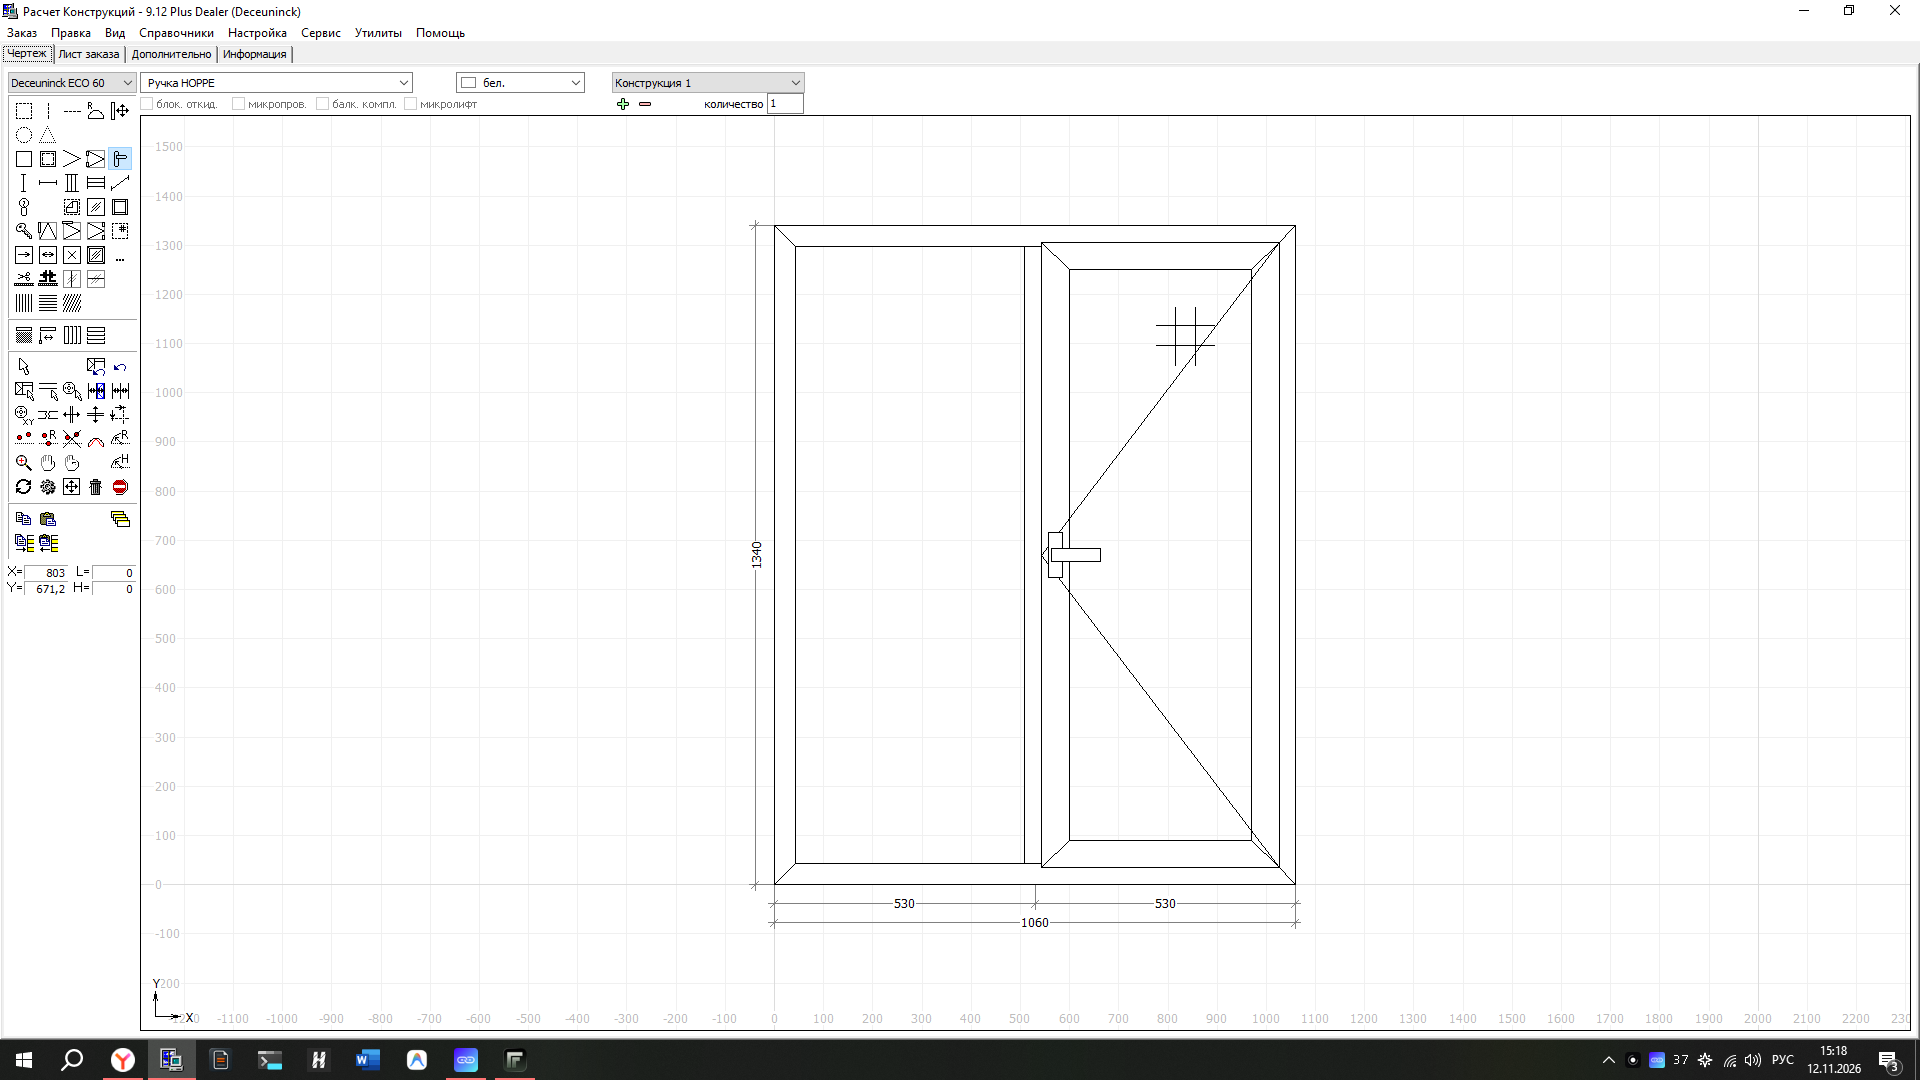 Расчет Конструкций - 9.12 Plus Dealer (Deceuninck)
Заказ Правка Вид Справочники Настройка Сервис Утилиты Помощь
Чертеж Лист заказа Дополнительно Информация
Deceuninck ECO 60 Ручка HOPPE бел. Конструкция 1
блок. откид. микропров. балк. компл. микролифт количество 1
1500
1400
1300
1200
1100
1000
900
800
700
600
500
400
300
200
100
0
-100
1340
530 530
1060
X= 803 L= 0
Y= 671,2 H= 0
Y
X
-1100 -1000 -900 -800 -700 -600 -500 -400 -300 -200 -100 0 100 200 300 400 500 600 700 800 900 1000 1100 1200 1300 1400 1500 1600 1700 1800 1900 2000 2100 2200
37 РУС 15:18
12.11.2026
3